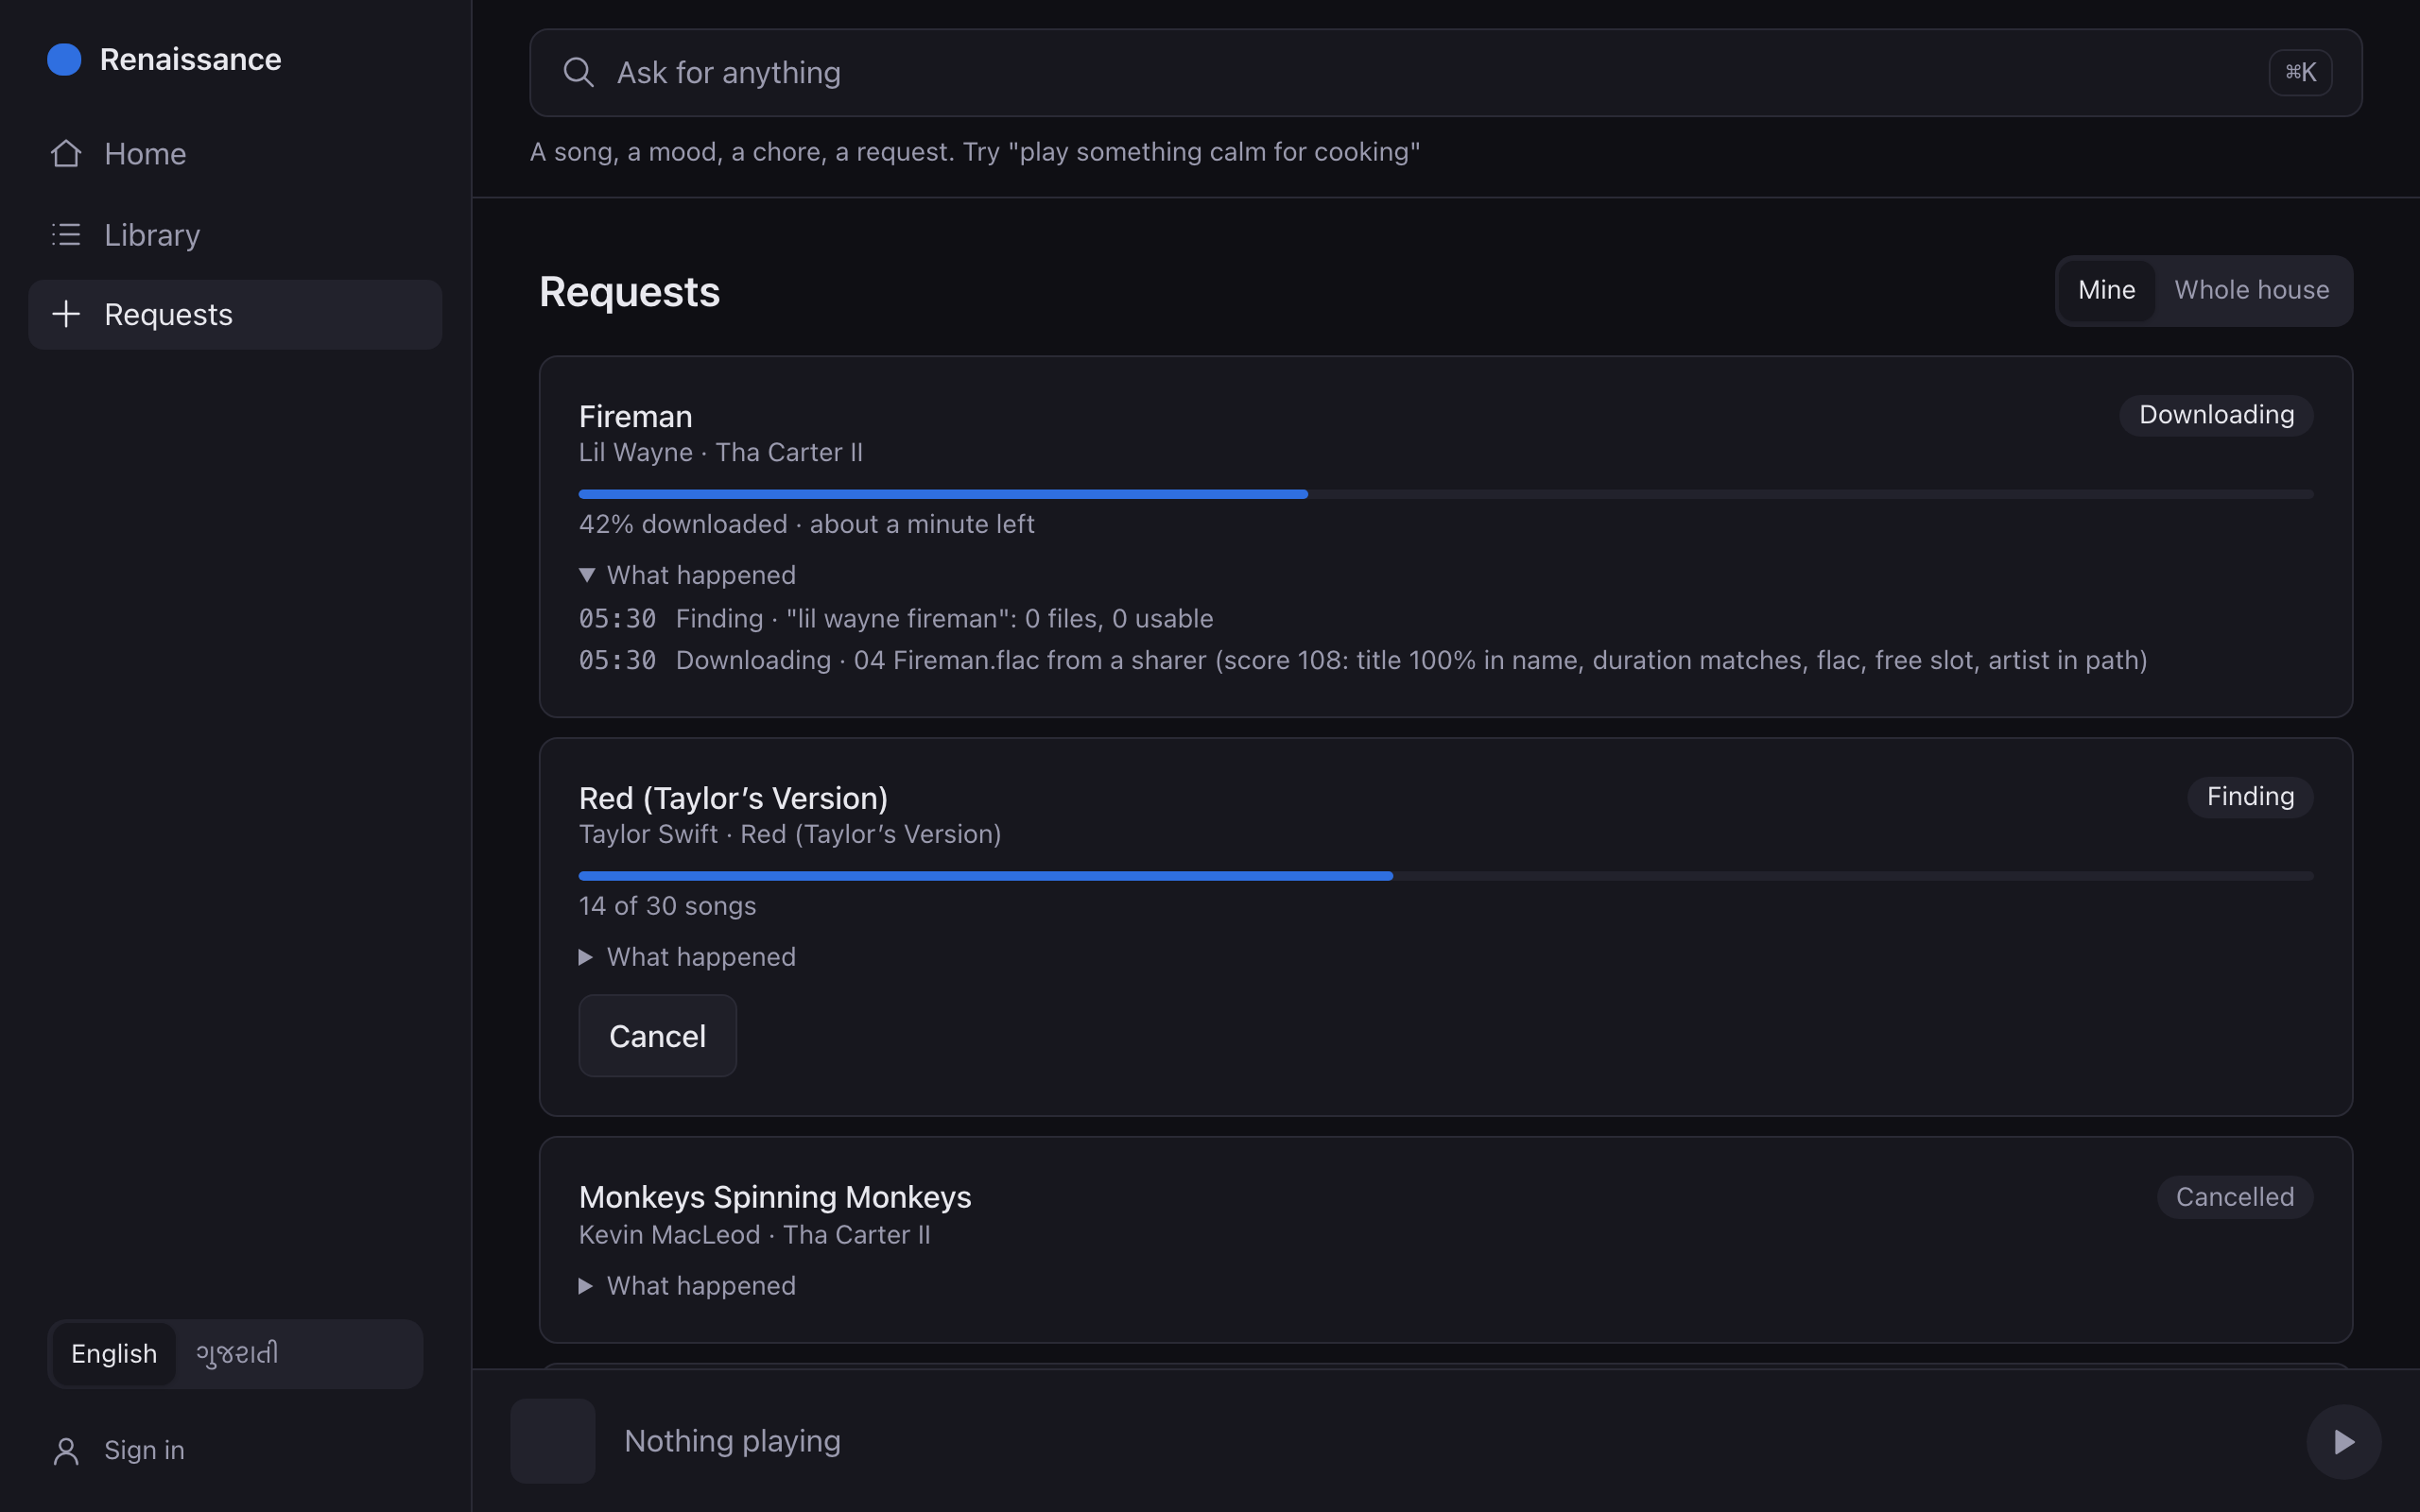 Renaissance
Home
Library
Requests
English ગુજરાતી
Sign in
Ask for anything
⌘K
A song, a mood, a chore, a request. Try "play something calm for cooking"
Requests
Mine Whole house
Fireman
Downloading
Lil Wayne · Tha Carter II
42% downloaded · about a minute left
▼ What happened
05:30 Finding · "lil wayne fireman": 0 files, 0 usable
05:30 Downloading · 04 Fireman.flac from a sharer (score 108: title 100% in name, duration matches, flac, free slot, artist in path)
Red (Taylor’s Version)
Finding
Taylor Swift · Red (Taylor’s Version)
14 of 30 songs
▶ What happened
Cancel
Monkeys Spinning Monkeys
Cancelled
Kevin MacLeod · Tha Carter II
▶ What happened
Nothing playing